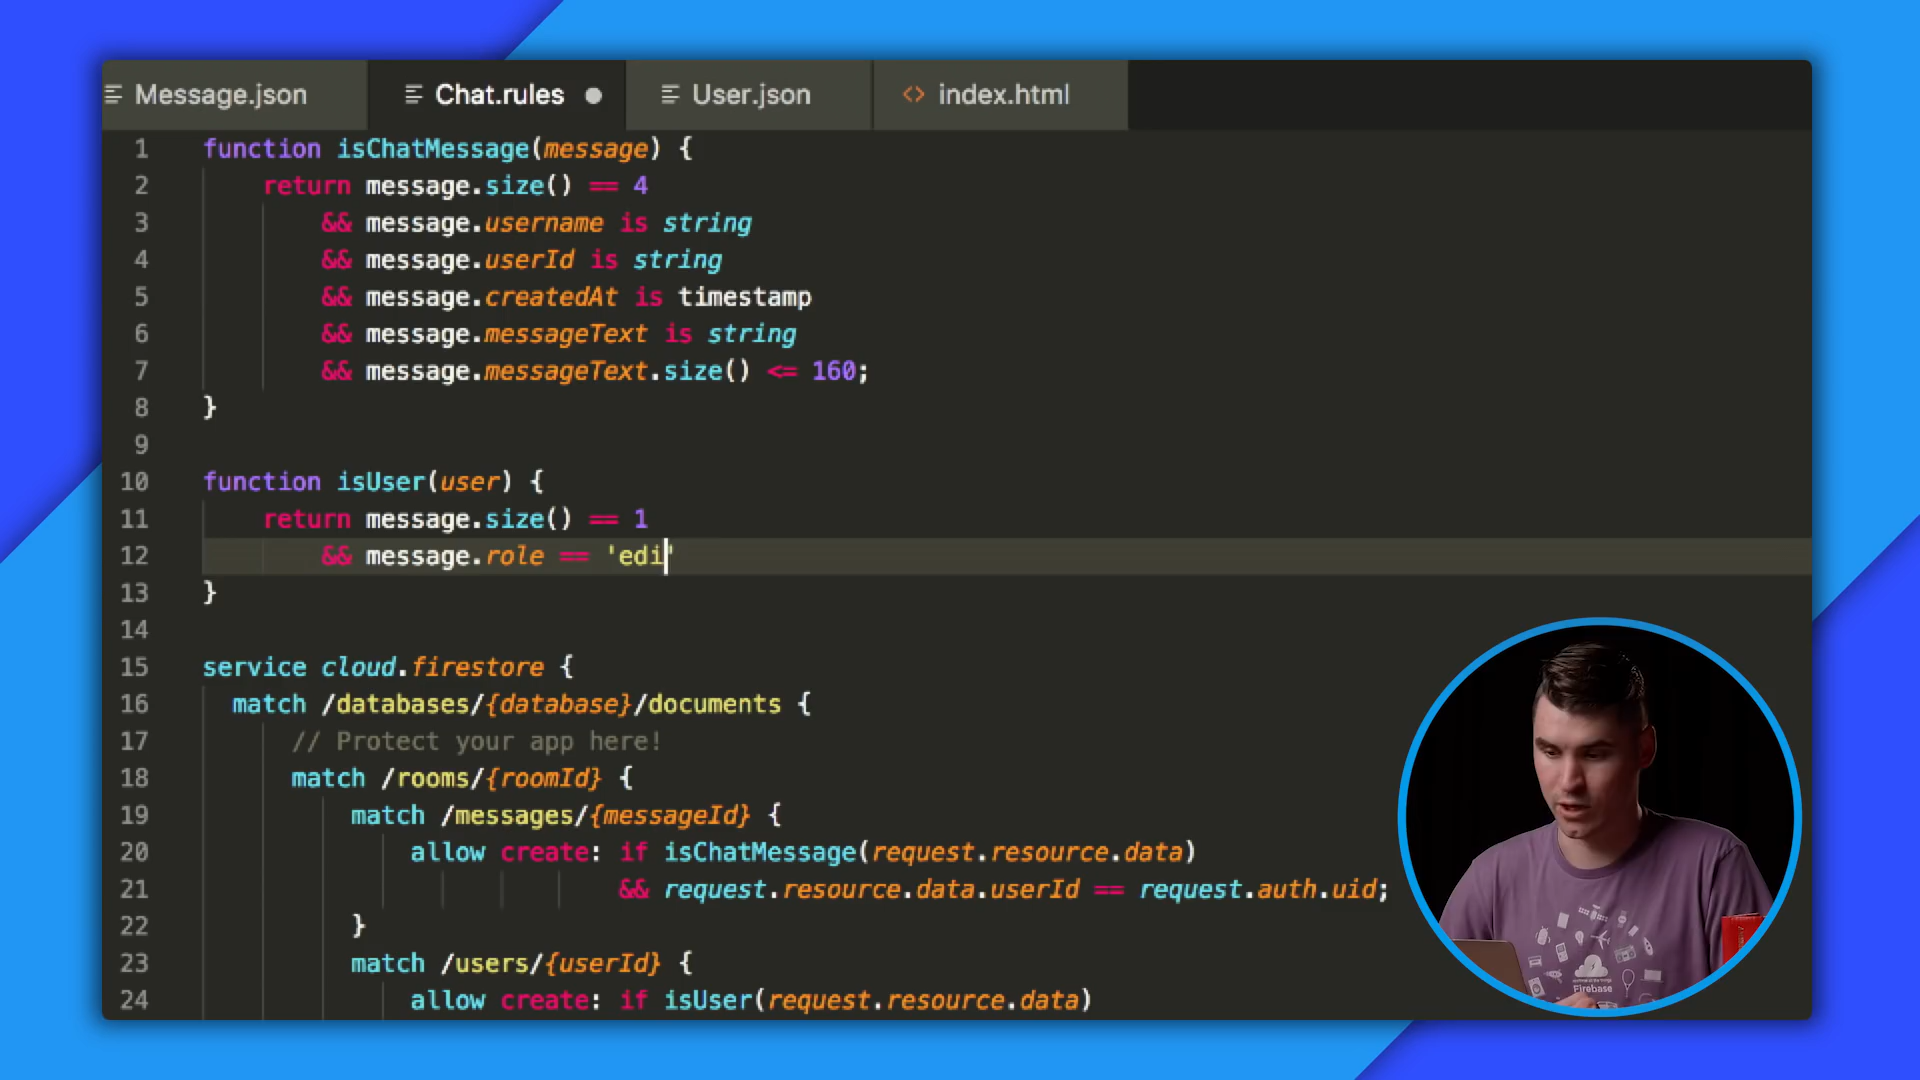 Message.json
Chat.rules
User.json
index.html
1 function isChatMessage(message) {
2 return message.size() == 4
3 && message.username is string
4 && message.userId is string
5 && message.createdAt is timestamp
6 && message.messageText is string
7 && message.messageText.size() <= 160;
8 }
9
10 function isUser(user) {
11 return message.size() == 1
12 && message.role == 'edi'
13 }
14
15 service cloud.firestore {
16 match /databases/{database}/documents {
17 // Protect your app here!
18 match /rooms/{roomId} {
19 match /messages/{messageId} {
20 allow create: if isChatMessage(request.resource.data)
21 && request.resource.data.userId == request.auth.uid;
22 }
23 match /users/{userId} {
24 allow create: if isUser(request.resource.data)
Firebase